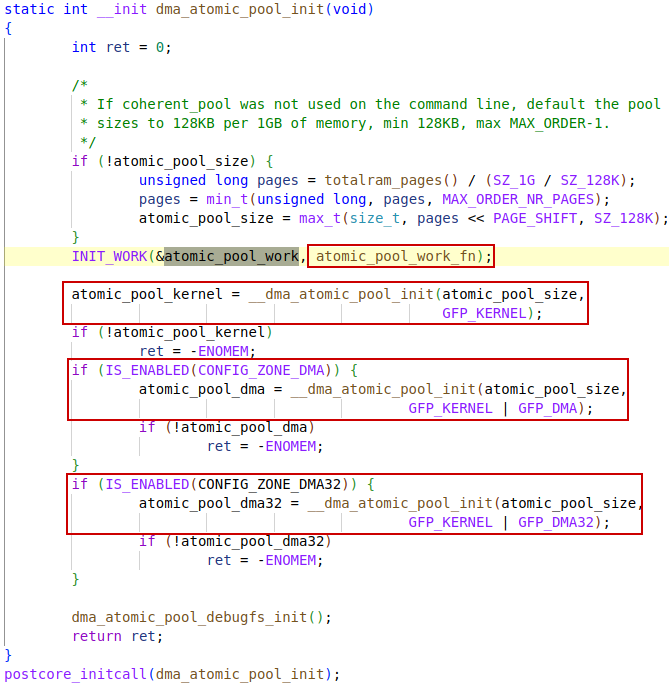 static int __init dma_atomic_pool_init(void)
{
        int ret = 0;

        /*
         * If coherent_pool was not used on the command line, default the pool
         * sizes to 128KB per 1GB of memory, min 128KB, max MAX_ORDER-1.
         */
        if (!atomic_pool_size) {
                unsigned long pages = totalram_pages() / (SZ_1G / SZ_128K);
                pages = min_t(unsigned long, pages, MAX_ORDER_NR_PAGES);
                atomic_pool_size = max_t(size_t, pages << PAGE_SHIFT, SZ_128K);
        }
        INIT_WORK(&atomic_pool_work, atomic_pool_work_fn);

        atomic_pool_kernel = __dma_atomic_pool_init(atomic_pool_size,
                                                    GFP_KERNEL);
        if (!atomic_pool_kernel)
                ret = -ENOMEM;
        if (IS_ENABLED(CONFIG_ZONE_DMA)) {
                atomic_pool_dma = __dma_atomic_pool_init(atomic_pool_size,
                                                GFP_KERNEL | GFP_DMA);
                if (!atomic_pool_dma)
                        ret = -ENOMEM;
        }
        if (IS_ENABLED(CONFIG_ZONE_DMA32)) {
                atomic_pool_dma32 = __dma_atomic_pool_init(atomic_pool_size,
                                                GFP_KERNEL | GFP_DMA32);
                if (!atomic_pool_dma32)
                        ret = -ENOMEM;
        }

        dma_atomic_pool_debugfs_init();
        return ret;
}
postcore_initcall(dma_atomic_pool_init);